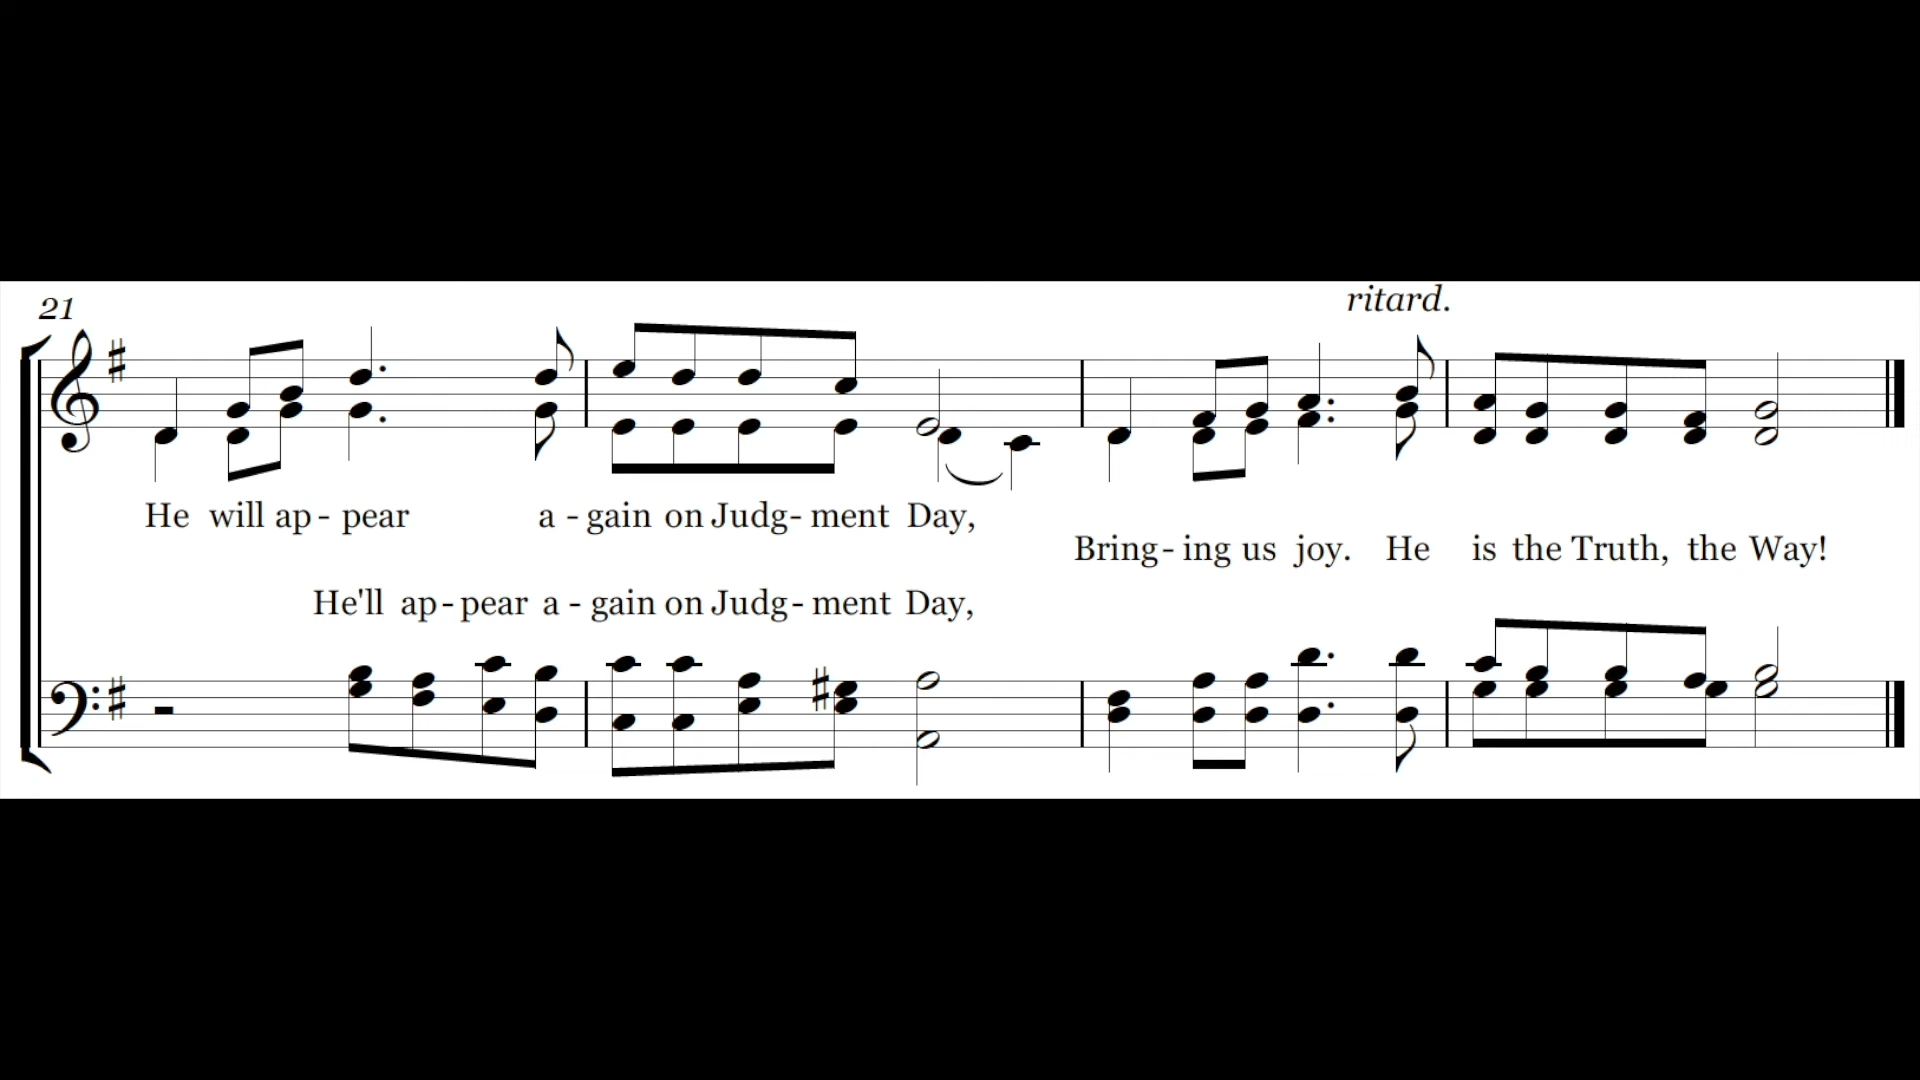 ritard.
21
He will ap - pear a - gain on Judg- ment Day,
Bring- ing us joy. He is the Truth, the Way!
He'll ap - pear a - gain on Judg- ment Day,